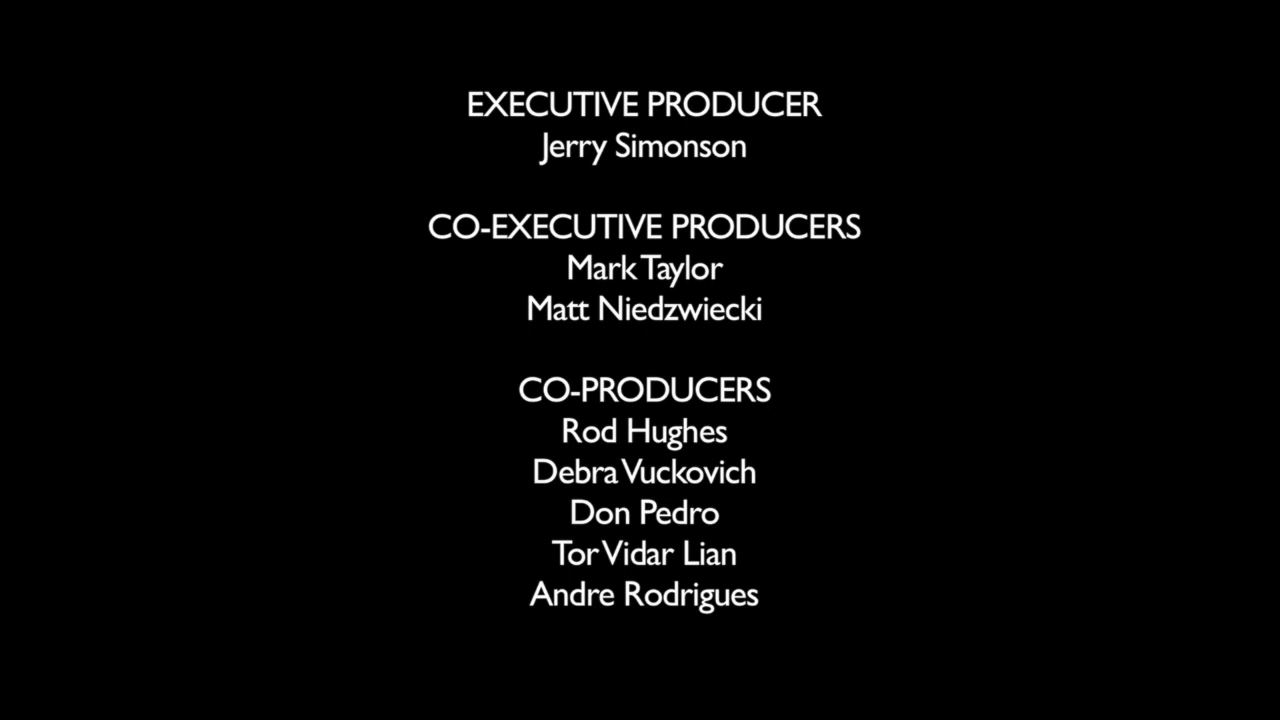 EXECUTIVE PRODUCER
Jerry Simonson
CO-EXECUTIVE PRODUCERS
Mark Taylor
Matt Niedzwiecki
CO-PRODUCERS
Rod Hughes
Debra Vuckovich
Don Pedro
Tor Vidar Lian
Andre Rodrigues